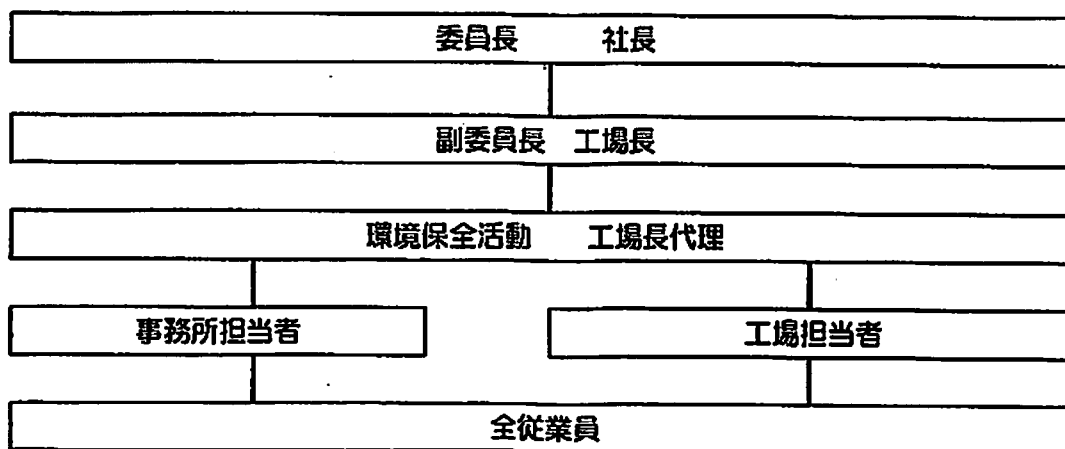 委員長　　社長
副委員長　工場長
環境保全活動　　工場長代理
事務所担当者　　工場担当者
全従業員